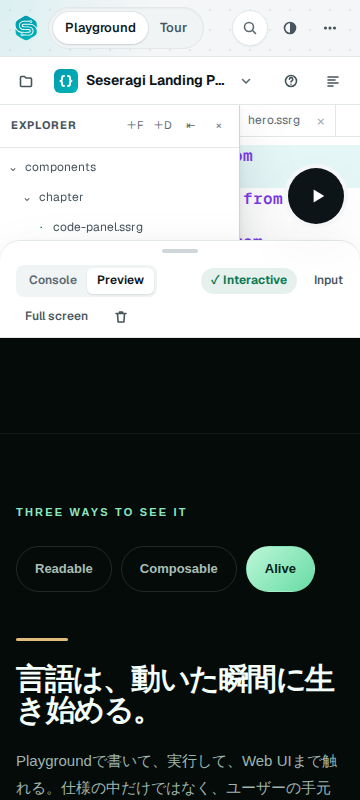 Playground Tour
Seseragi Landing P...
EXPLORER +F +D
hero.ssrg ×
components
chapter
code-panel.ssrg
from
Console Preview ✓ Interactive Input
Full screen
THREE WAYS TO SEE IT
Readable Composable Alive
言語は、動いた瞬間に生
き始める。
Playgroundで書いて、実行して、Web UIまで触
れる。仕様の中だけではなく、ユーザーの手元